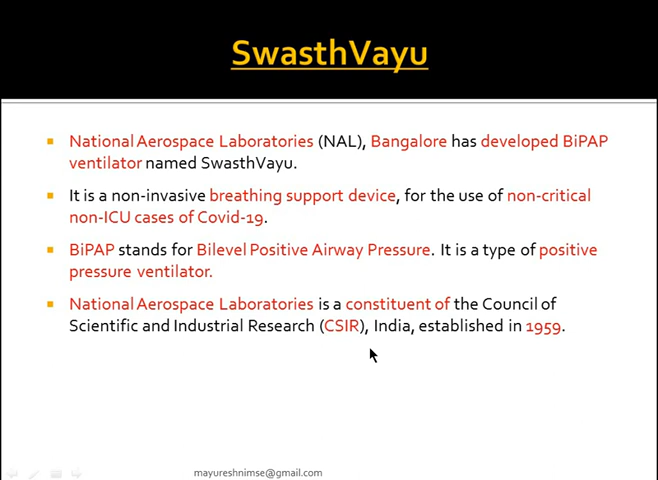 SwasthVayu
National Aerospace Laboratories (NAL), Bangalore has developed BiPAP
ventilator named SwasthVayu.
It is a non-invasive breathing support device, for the use of non-critical
non-ICU cases of Covid-19.
BiPAP stands for Bilevel Positive Airway Pressure. It is a type of positive
pressure ventilator.
National Aerospace Laboratories is a constituent of the Council of
Scientific and Industrial Research (CSIR), India, established in 1959.
mayureshnimse@gmail.com